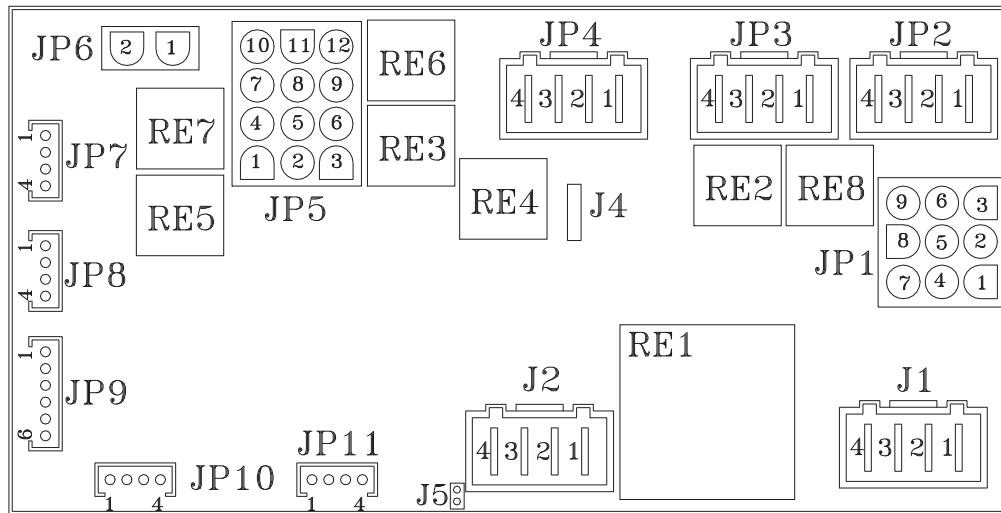 JP6
2 1
10 11 12
7 8 9
4 5 6
1 2 3
JP5
RE6
RE3
RE7
RE5
JP4
4 3 2 1
JP3
4 3 2 1
JP2
4 3 2 1
1
4
JP7
RE4
J4
RE2
RE8
9 6 3
8 5 2
7 4 1
JP1
1
4
JP8
1
6
JP9
RE1
J2
4 3 2 1
J1
4 3 2 1
JP10
1 4
JP11
1 4
J5